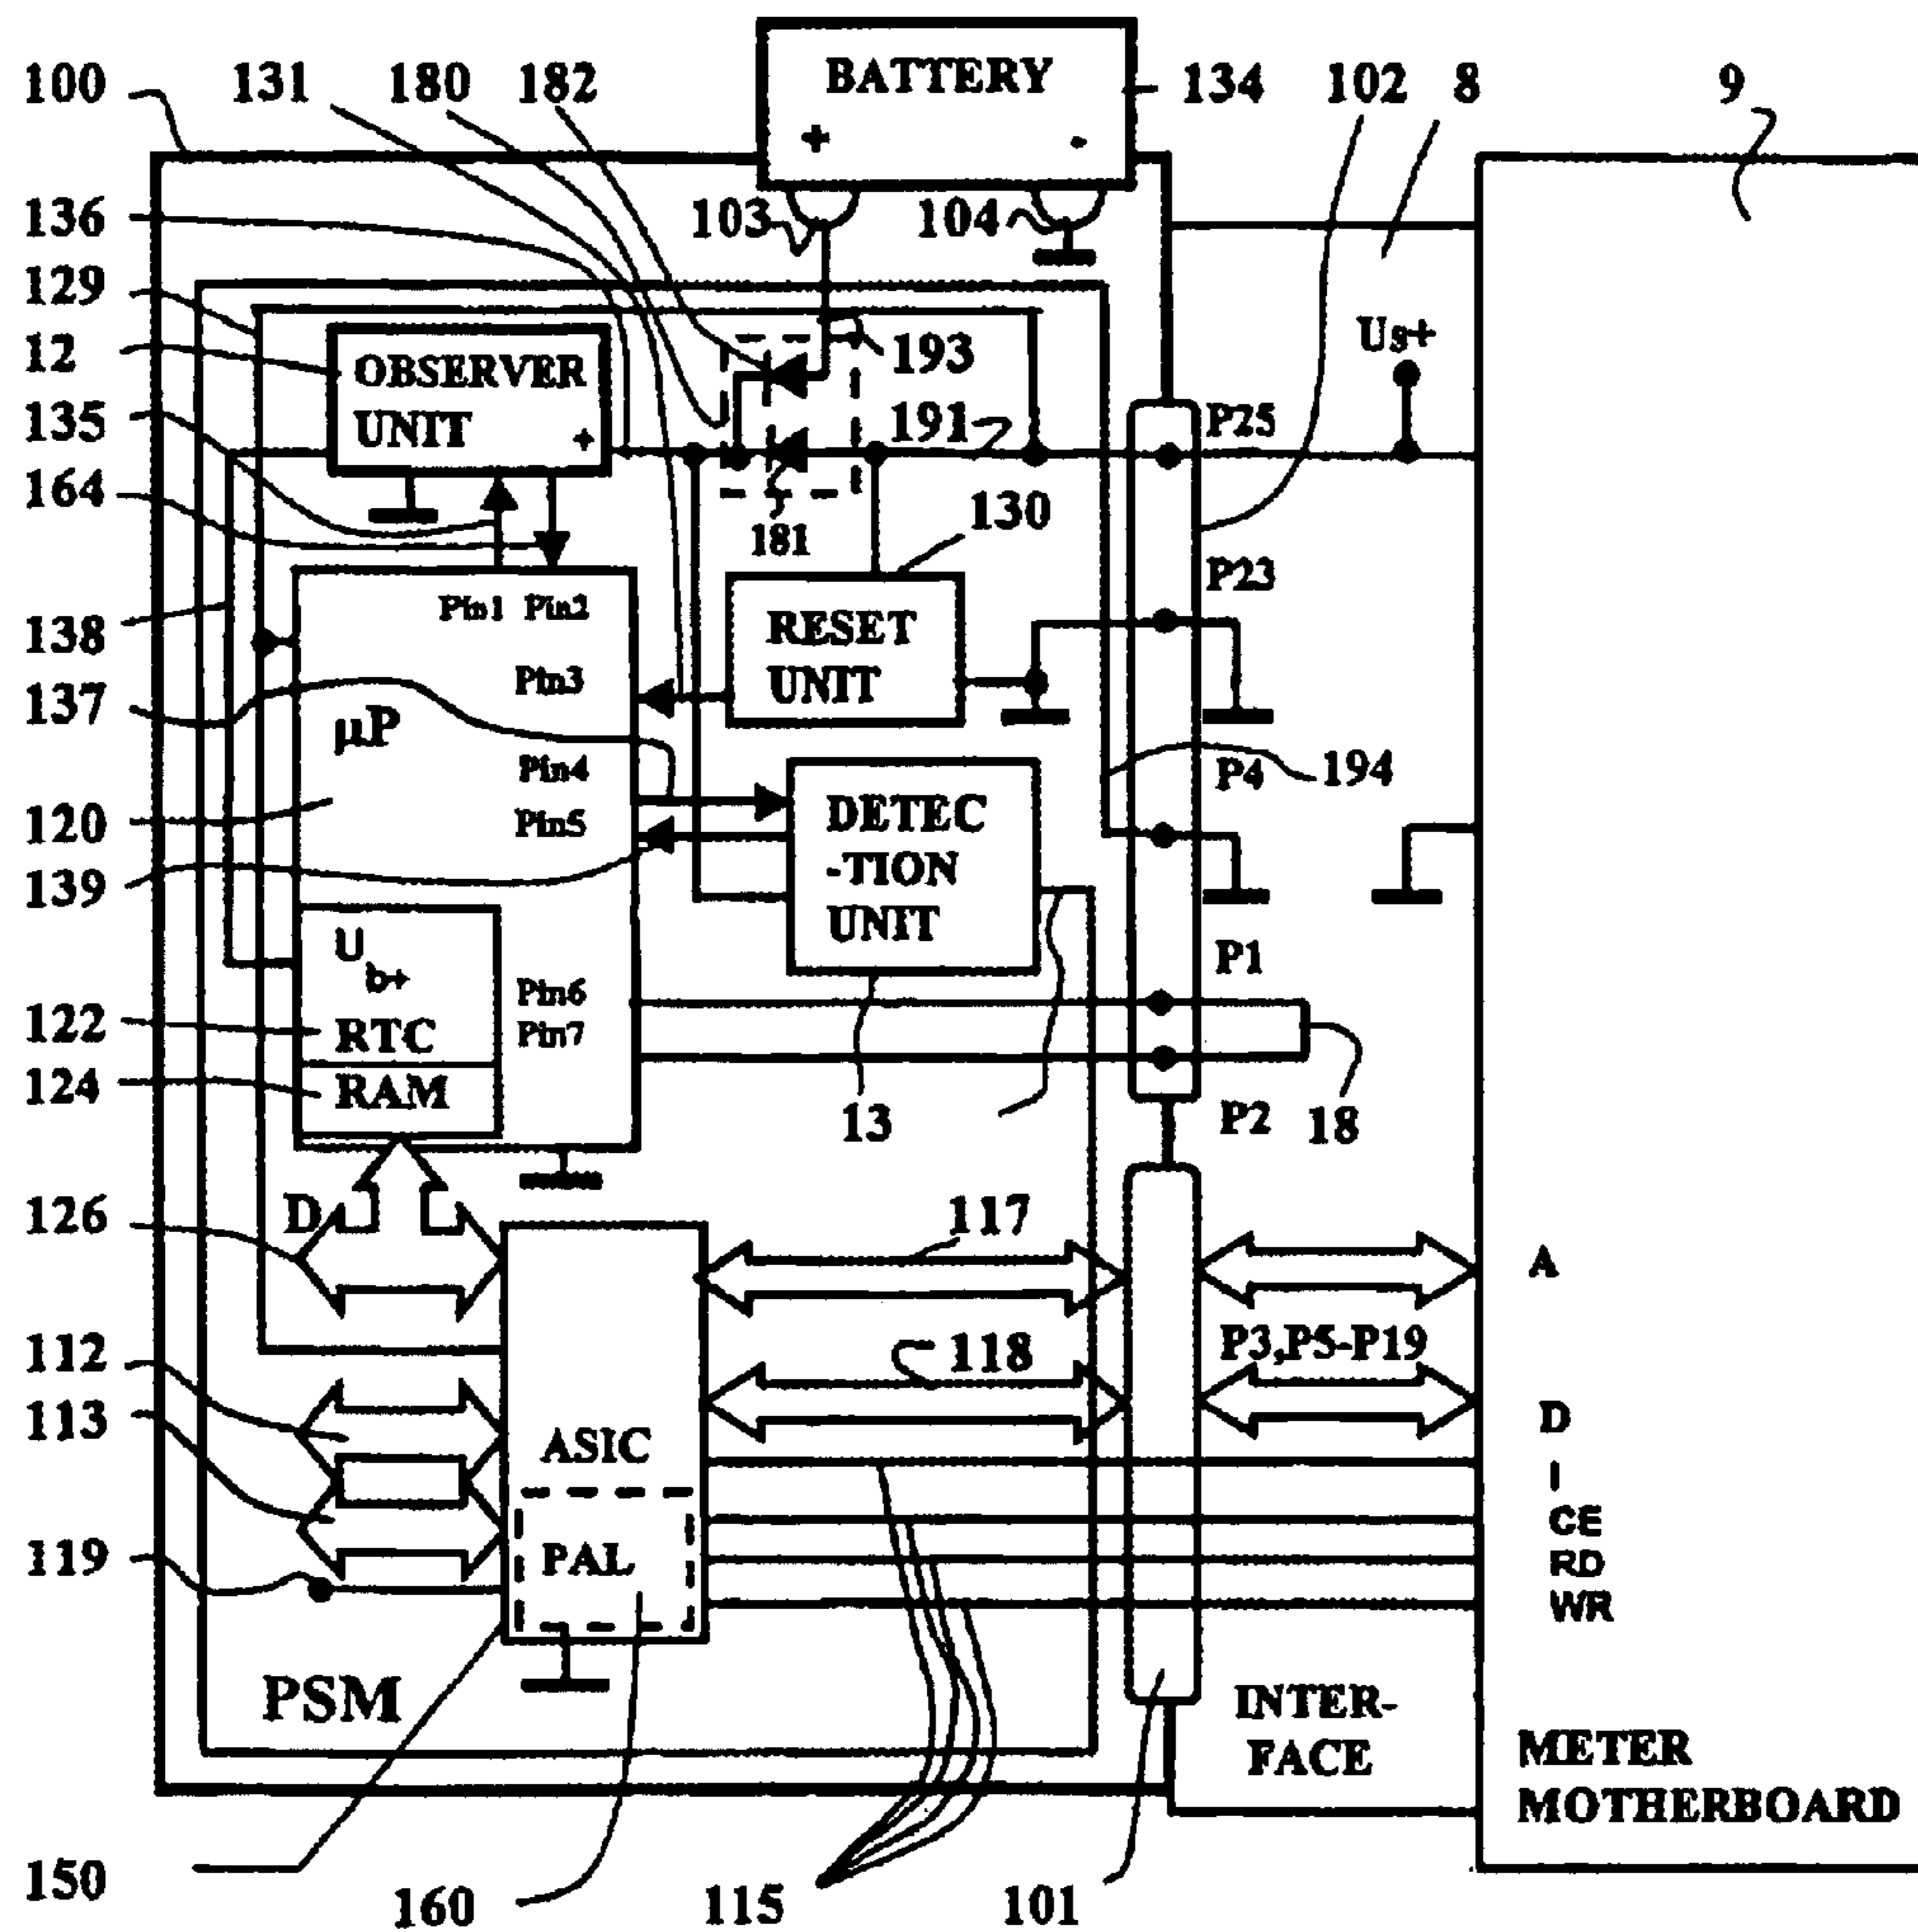 BATTERY
+ -
100
131
180
182
134
102
8
9
136
103
104
129
12
OBSERVER
UNIT
+
193
Us+
135
191
P25
164
181
130
P23
138
Pin1 Pin2
RESET
UNIT
137
Pin3
μP
Pin4
P4
194
120
Pin5
DETEC
-TION
UNIT
139
U
b+
P1
122
RTC
Pin6
Pin7
124
RAM
13
P2
18
126
D
117
A
112
118
P3,P5-P19
113
D
ASIC
I
CE
119
PAL
RD
WR
PSM
INTER-
FACE
METER
MOTHERBOARD
150
160
115
101